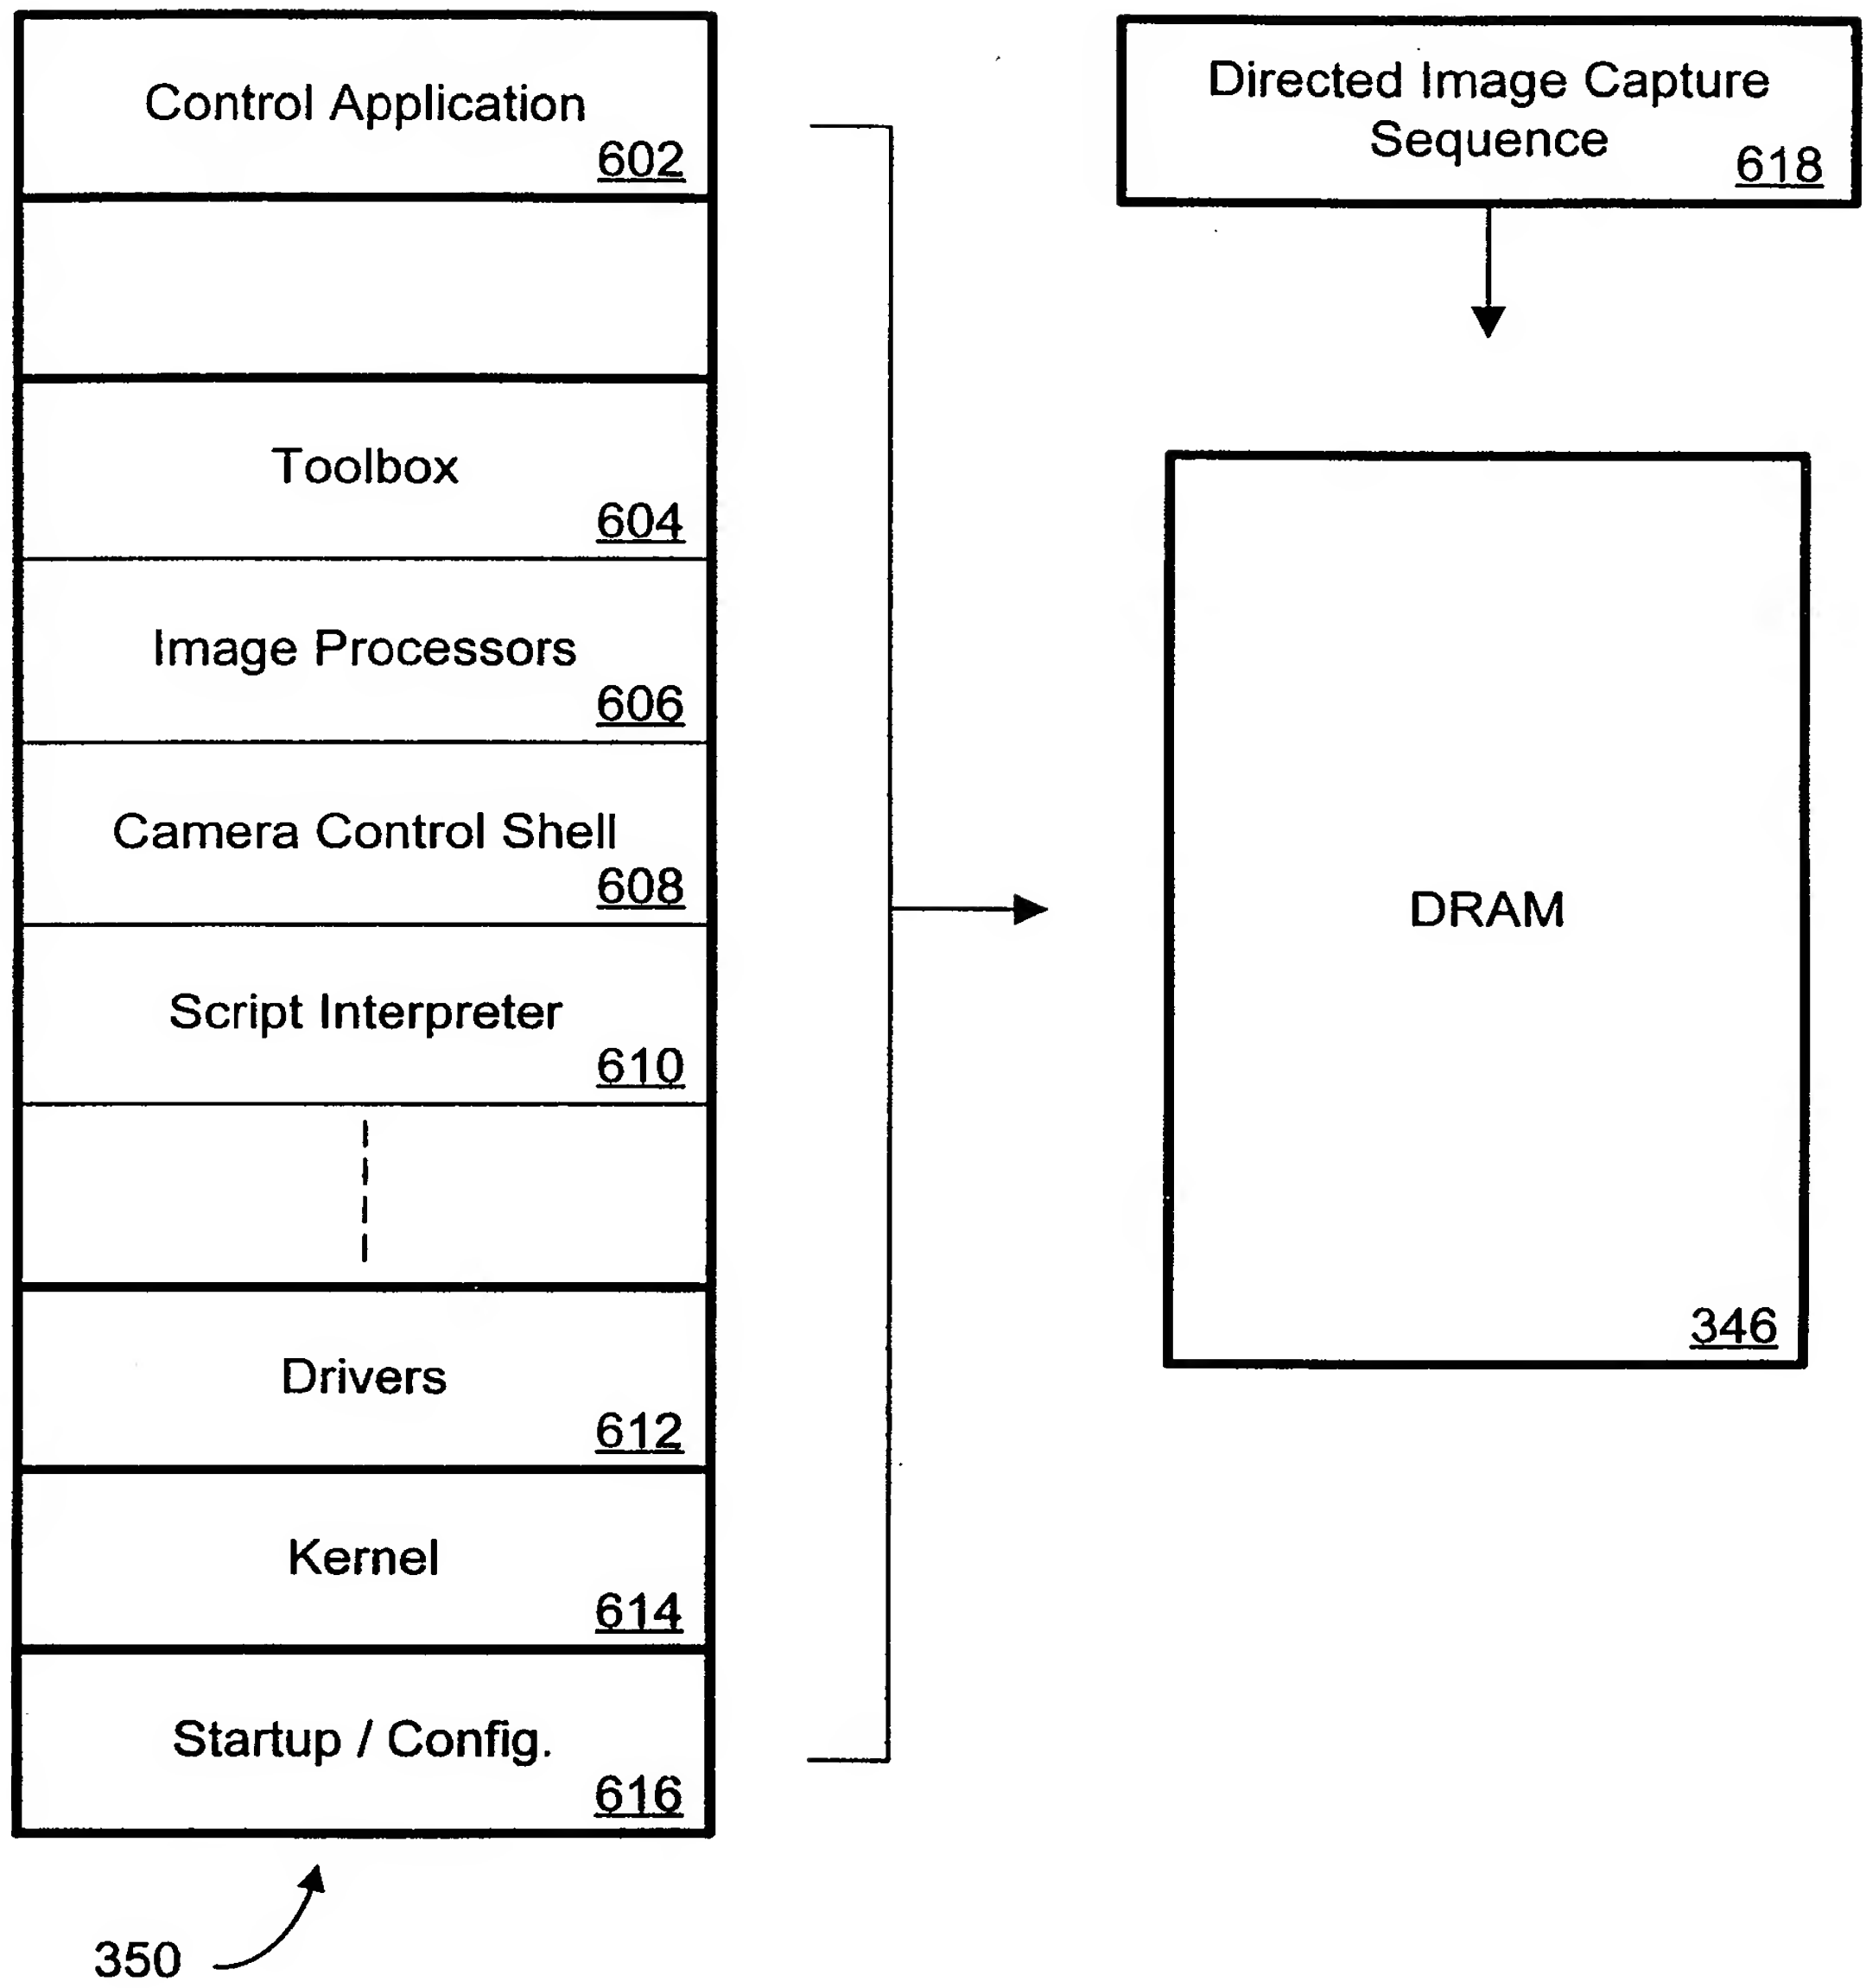 Control Application
602
Toolbox
604
Image Processors
606
Camera Control Shell
608
Script Interpreter
610
Drivers
612
Kernel
614
Startup / Config.
616
350
Directed Image Capture
Sequence
618
DRAM
346